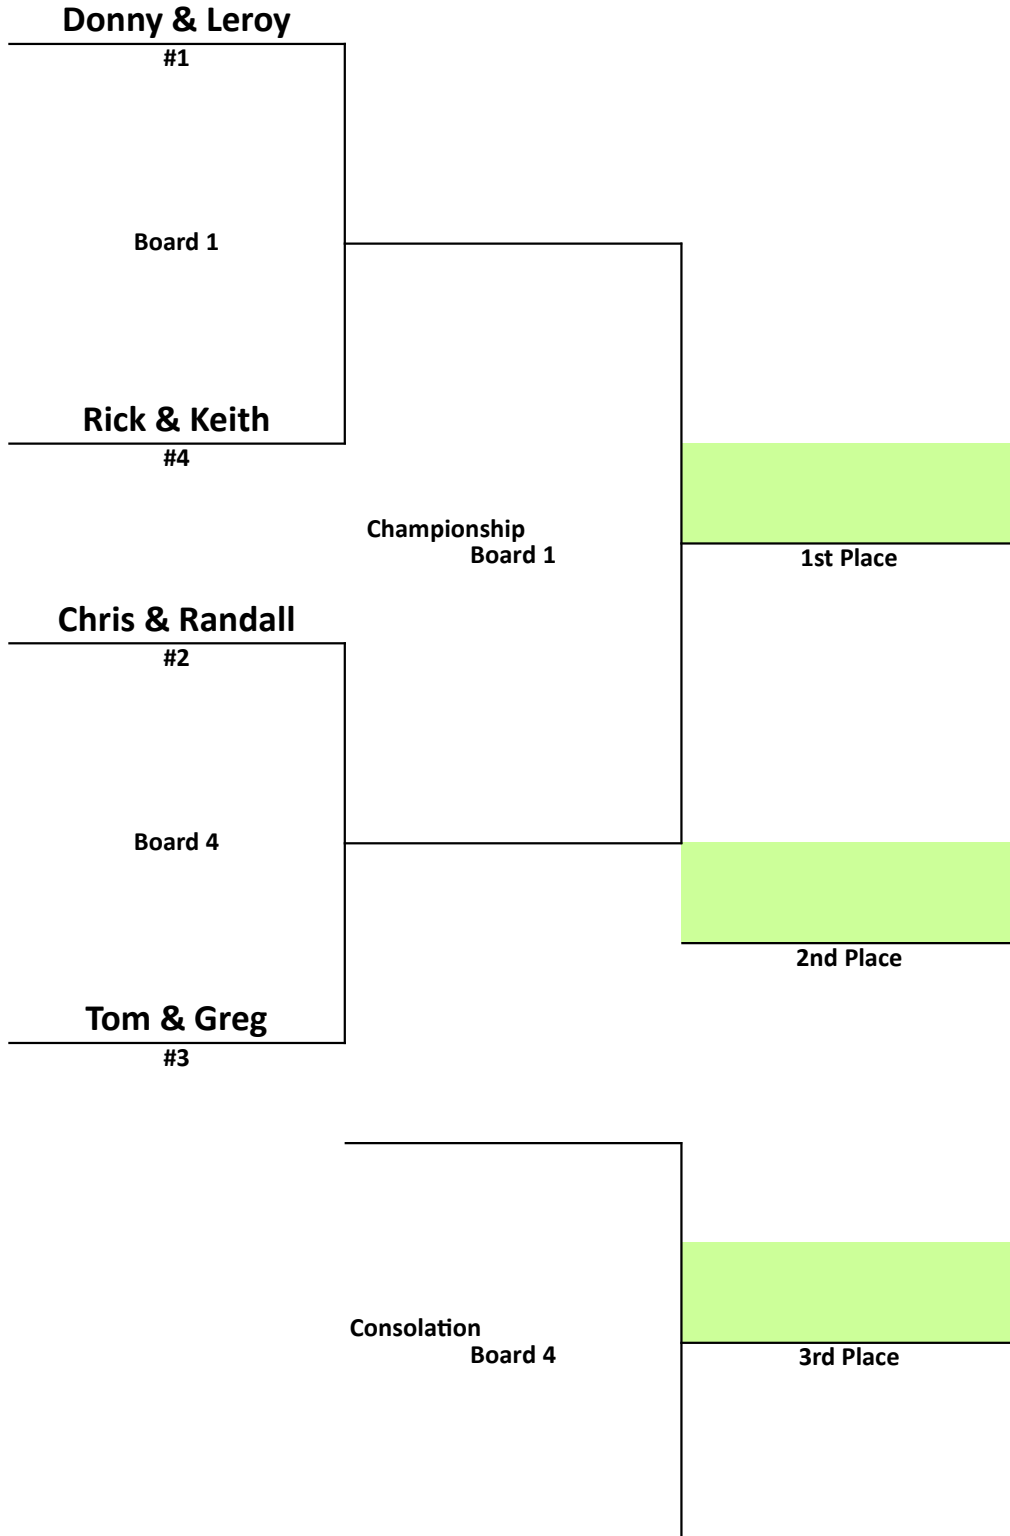 Donny & Leroy
#1
Board 1
Rick & Keith
#4
Championship
Board 1
1st Place
Chris & Randall
#2
Board 4
2nd Place
Tom & Greg
#3
Consolation
Board 4
3rd Place